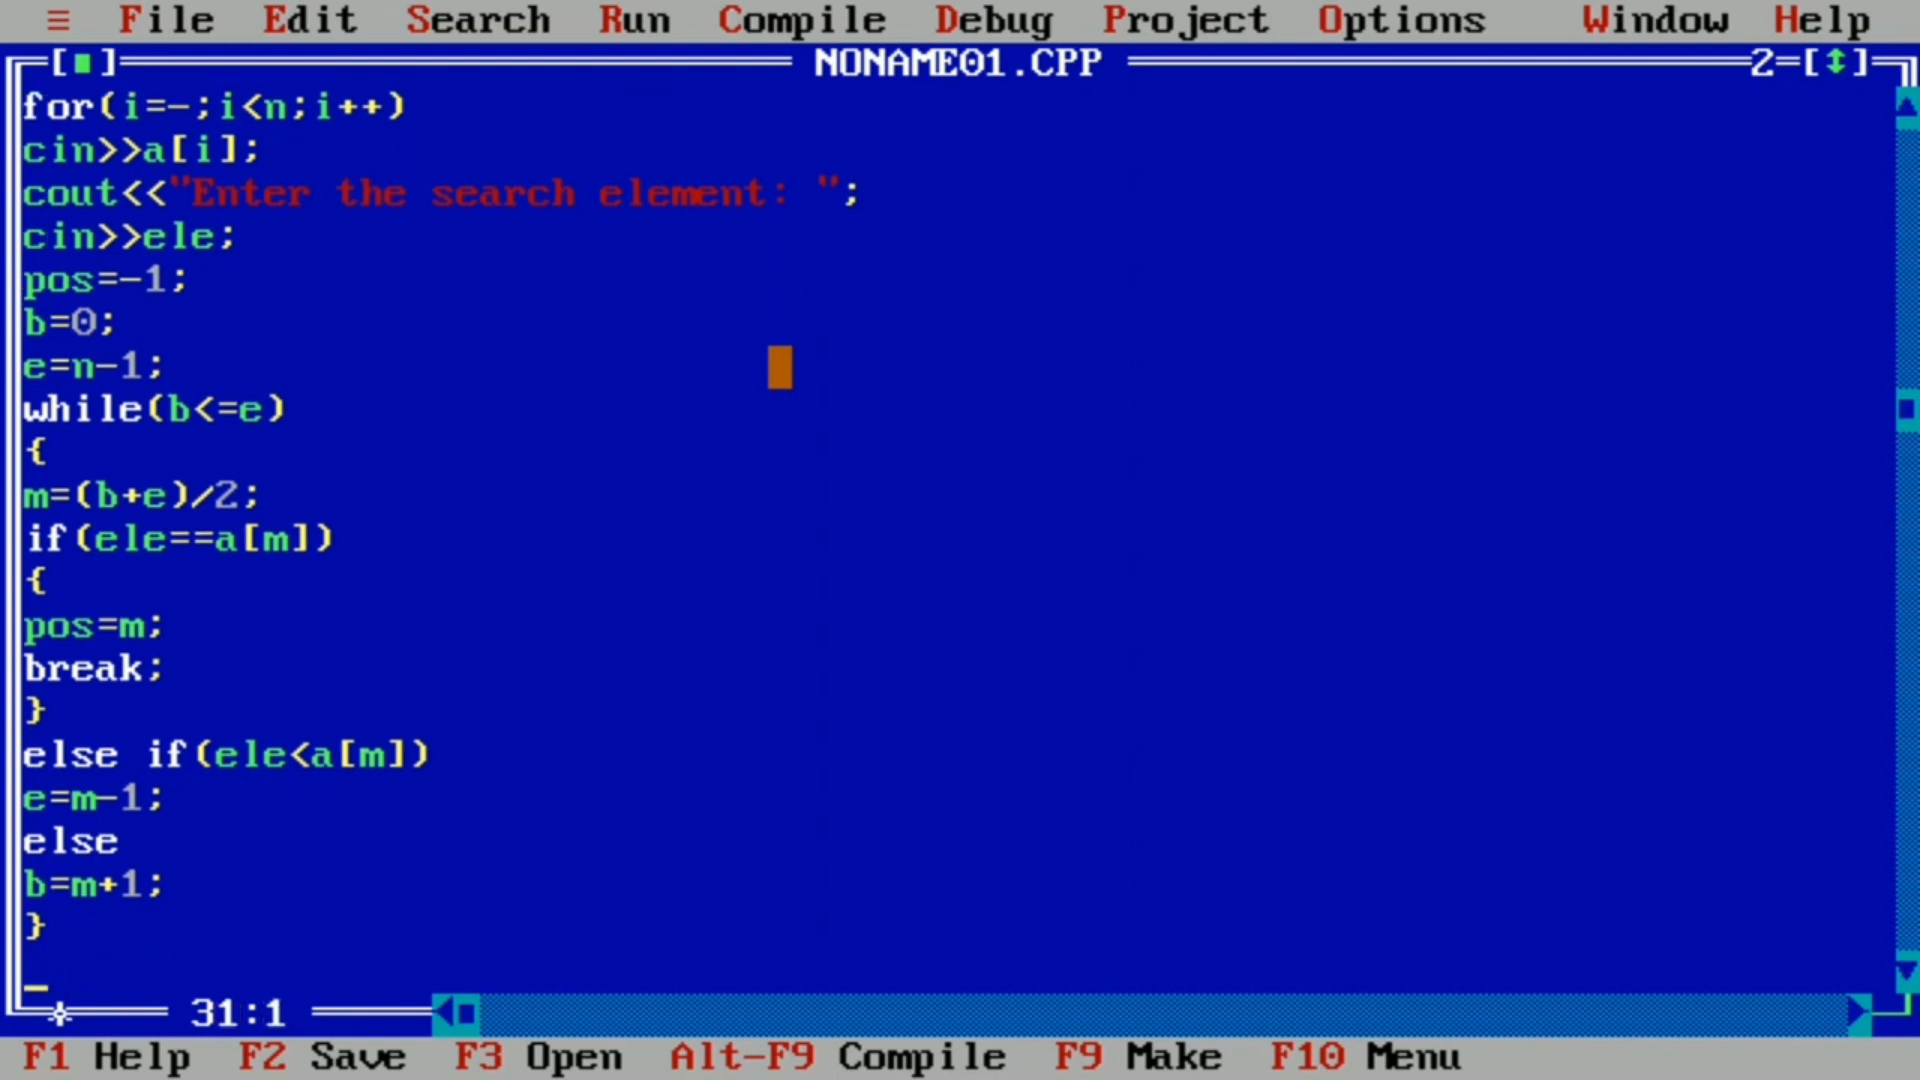 ≡ File Edit Search Run Compile Debug Project Options Window Help
[■] NONAME01.CPP 2=[↕]
for(i=-;i<n;i++)
cin>>a[i];
cout<<"Enter the search element: ";
cin>>ele;
pos=-1;
b=0;
e=n-1;
while(b<=e)
{
m=(b+e)/2;
if(ele==a[m])
{
pos=m;
break;
}
else if(ele<a[m])
e=m-1;
else
b=m+1;
}
31:1
F1 Help F2 Save F3 Open Alt-F9 Compile F9 Make F10 Menu